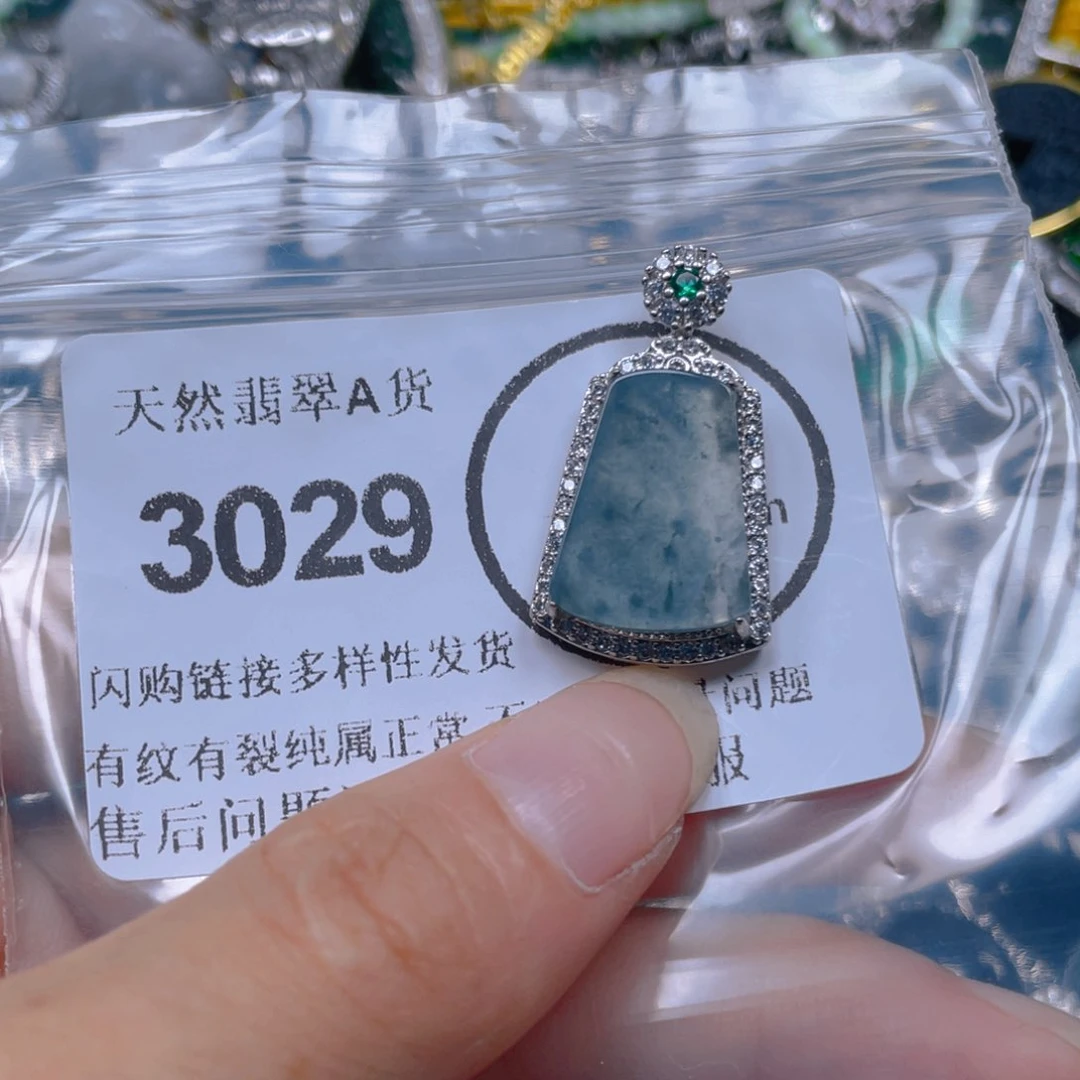 天然翡翠A货
3029
闪购链接多样性发货
有纹有裂纯属正常 问题
售后问题 服